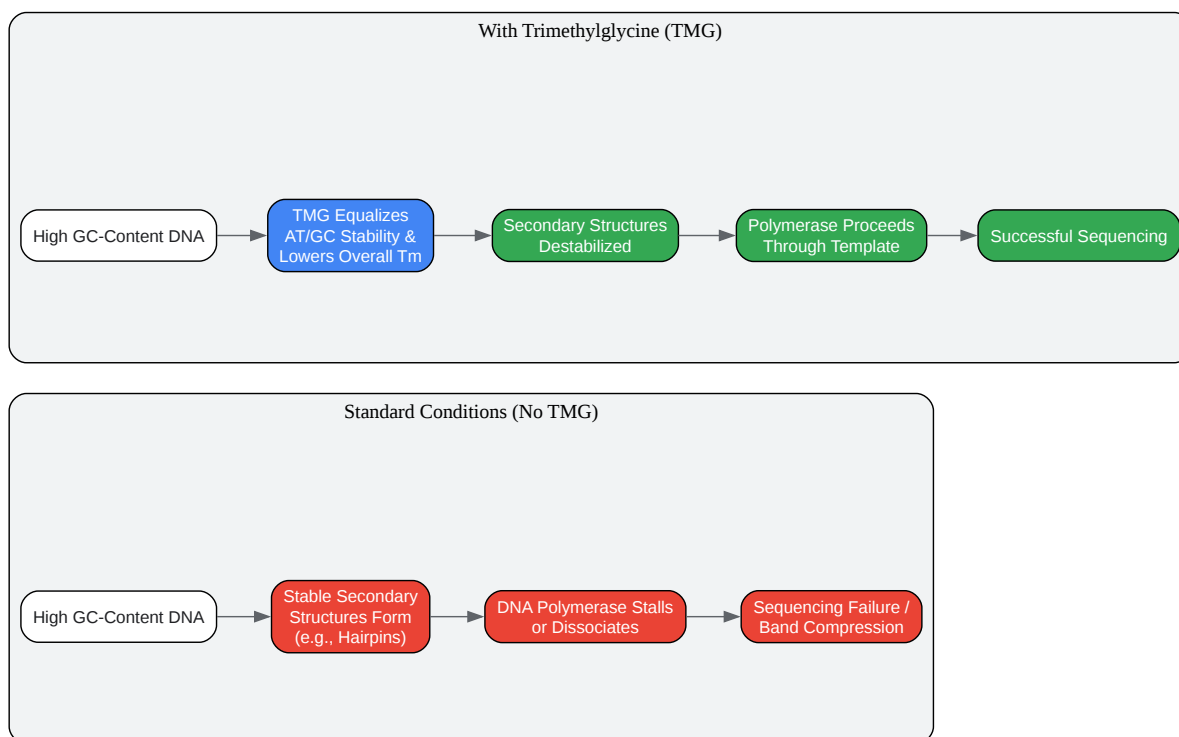 With Trimethylglycine (TMG)
High GC-Content DNA
TMG Equalizes
AT/GC Stability &
Lowers Overall Tm
Secondary Structures
Destabilized
Polymerase Proceeds
Through Template
Successful Sequencing
Standard Conditions (No TMG)
High GC-Content DNA
Stable Secondary
Structures Form
(e.g., Hairpins)
DNA Polymerase Stalls
or Dissociates
Sequencing Failure /
Band Compression